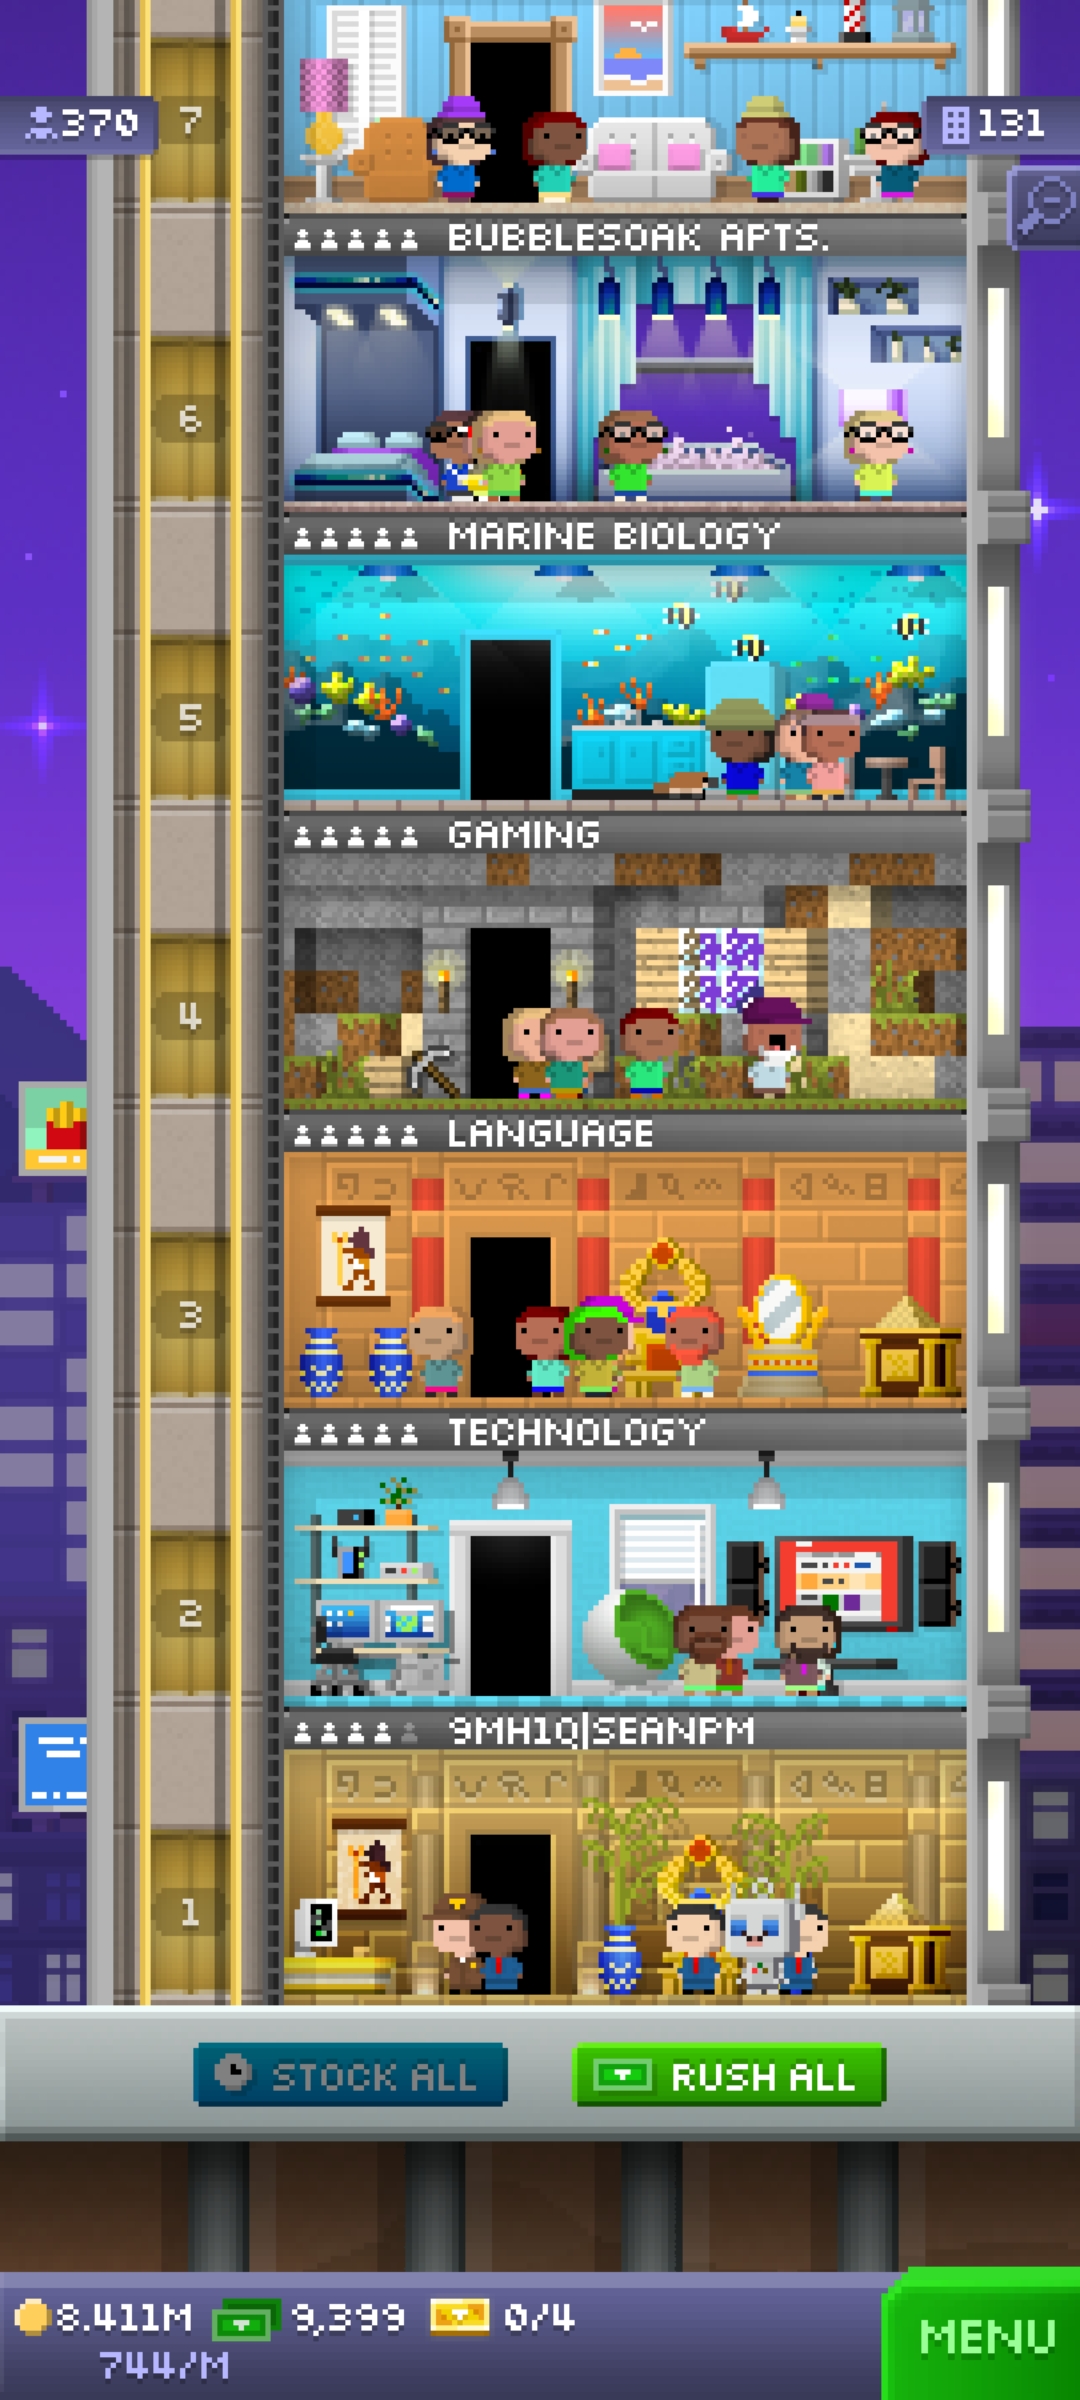 370
7
131
BUBBLESOAK APTS.
6
MARINE BIOLOGY
5
GAMING
4
LANGUAGE
3
TECHNOLOGY
2
9MH1Q|SEANPM
1
STOCK ALL
RUSH ALL
8.411M
9,399
0/4
744/M
MENU